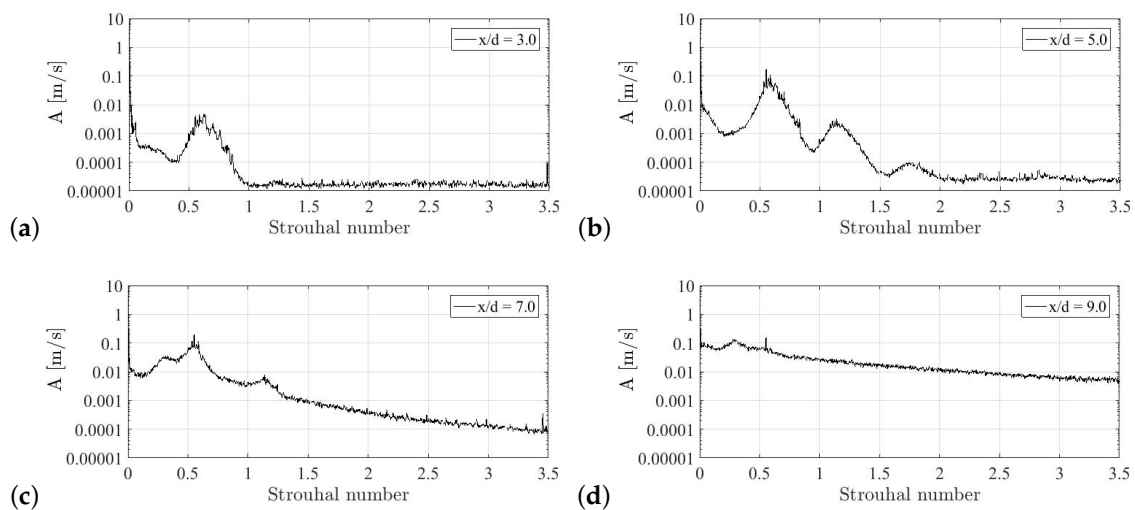 10
1
0.1
0.01
0.001
0.0001
0.00001
A [m/s]
x/d = 3.0
0 0.5 1 1.5 2 2.5 3 3.5
Strouhal number
(a)
10
1
0.1
0.01
0.001
0.0001
0.00001
A [m/s]
x/d = 5.0
0 0.5 1 1.5 2 2.5 3 3.5
Strouhal number
(b)
10
1
0.1
0.01
0.001
0.0001
0.00001
A [m/s]
x/d = 7.0
0 0.5 1 1.5 2 2.5 3 3.5
Strouhal number
(c)
10
1
0.1
0.01
0.001
0.0001
0.00001
A [m/s]
x/d = 9.0
0 0.5 1 1.5 2 2.5 3 3.5
Strouhal number
(d)